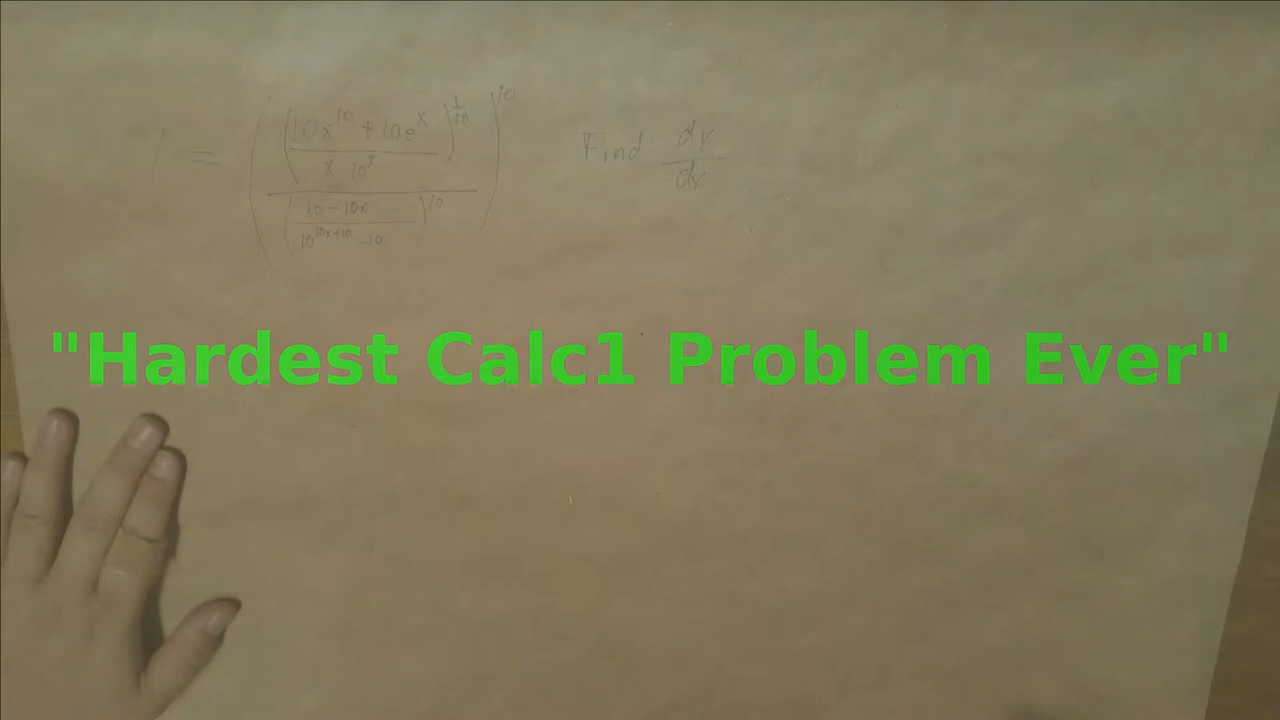 y = (((10x^10 + lne^x)/(x 10^x))^(1/10) / ((10-10x)/(10^(10x+10) -10))^10)^10 Find dy/dx
"Hardest Calc1 Problem Ever"